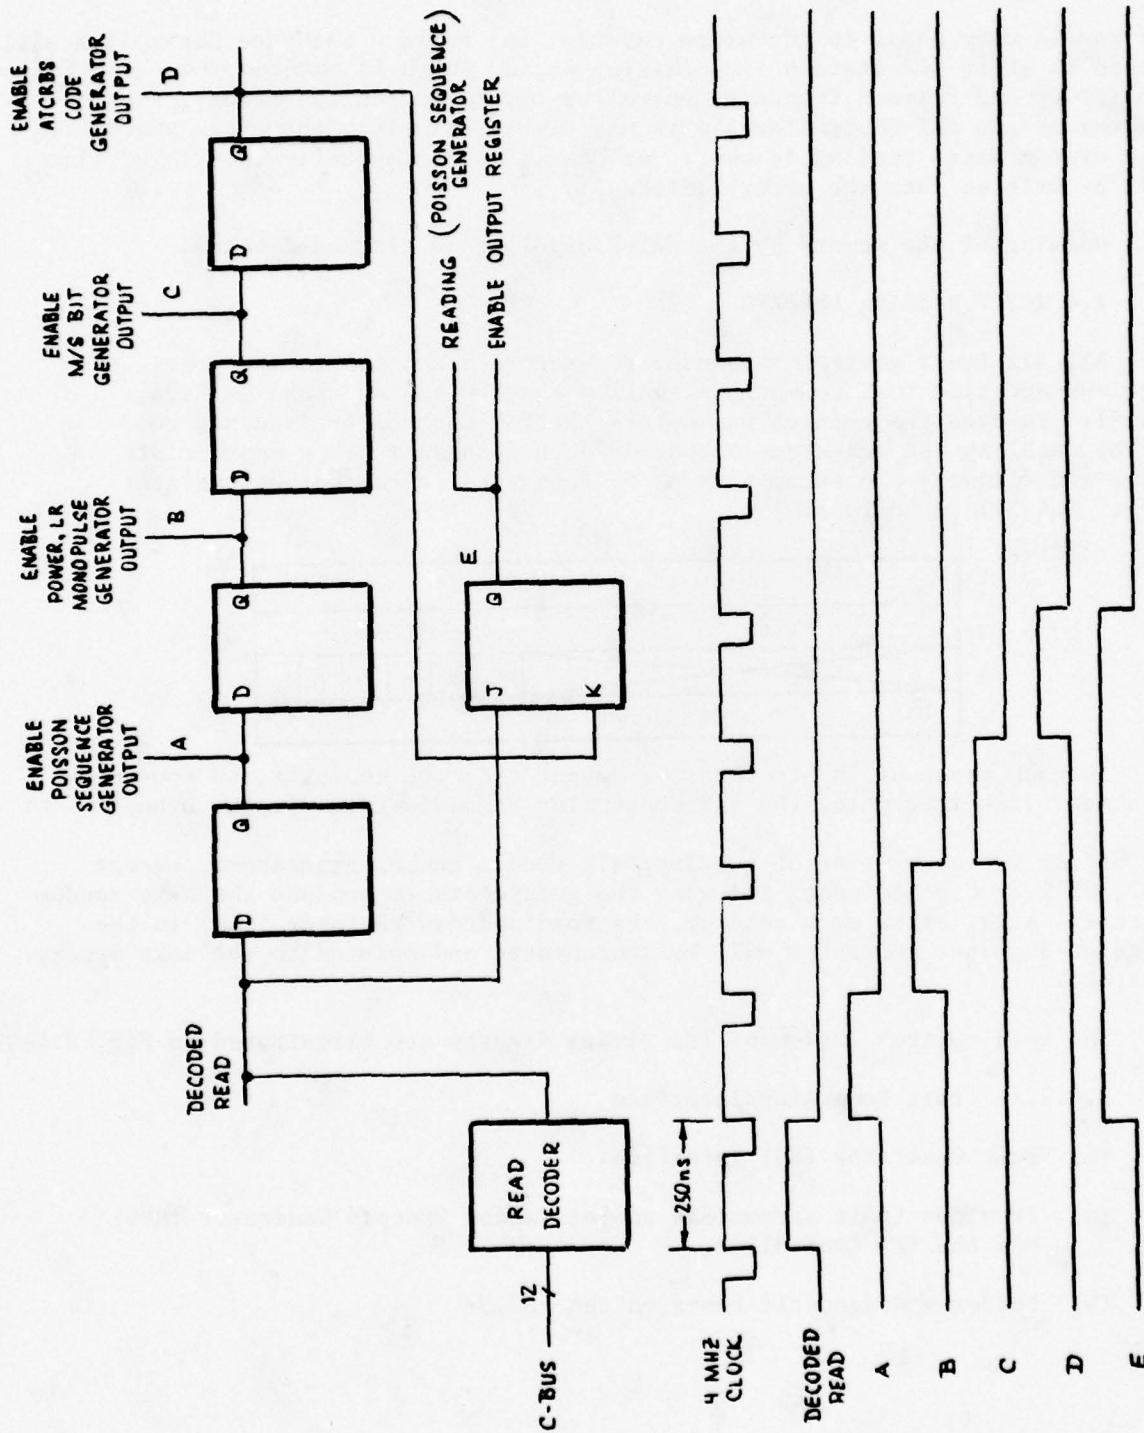 ENABLE
POISSON
SEQUENCE
GENERATOR
OUTPUT
A
ENABLE
POWER, LR
MONOPULSE
GENERATOR
OUTPUT
B
ENABLE
M/S BIT
GENERATOR
OUTPUT
C
ENABLE
ATCRBS
CODE
GENERATOR
OUTPUT
D
DECODED
READ
D
Q
D
Q
D
Q
D
Q
C-BUS
12
READ
DECODER
J
K
Q
E
READING (POISSON SEQUENCE)
GENERATOR
ENABLE OUTPUT REGISTER
250ns
4 MHZ
CLOCK
DECODED
READ
A
B
C
D
E